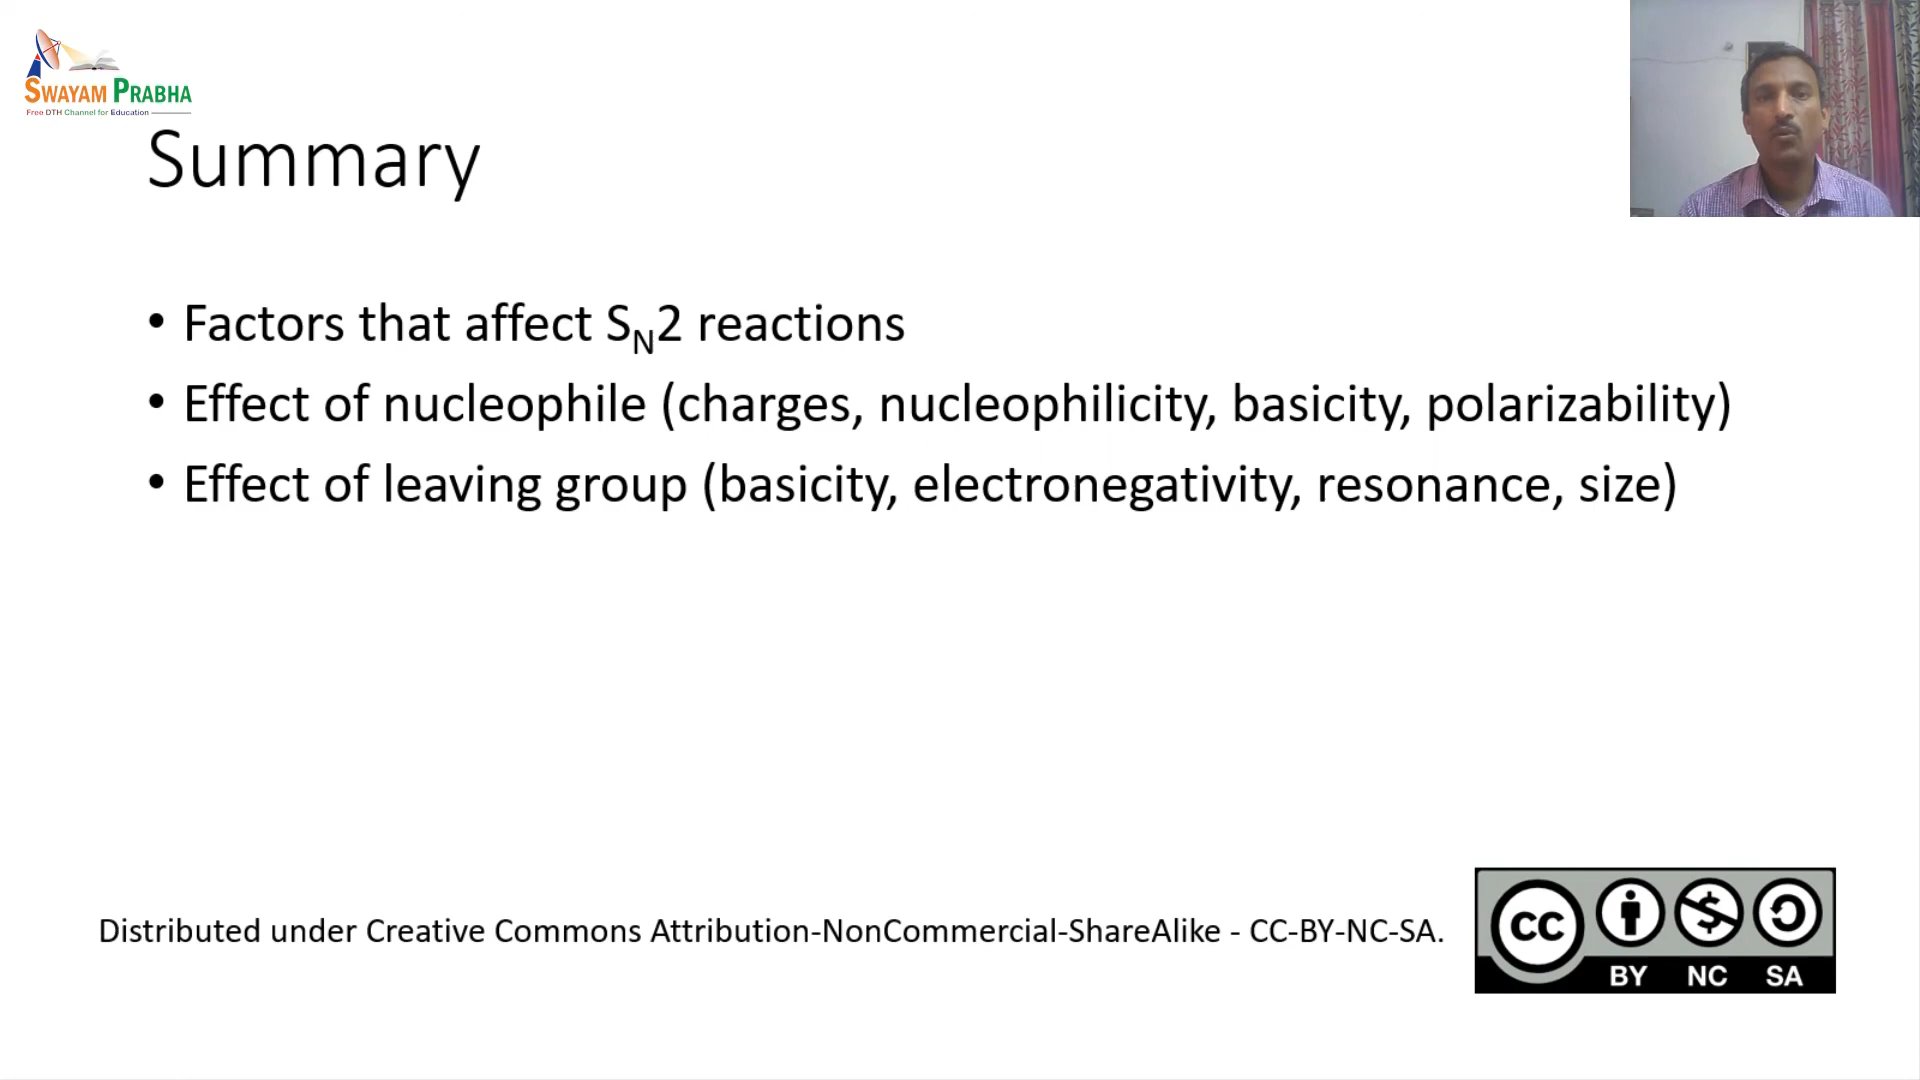 SWAYAM PRABHA
Free DTH Channel for Education
Summary
• Factors that affect SN2 reactions
• Effect of nucleophile (charges, nucleophilicity, basicity, polarizability)
• Effect of leaving group (basicity, electronegativity, resonance, size)
Distributed under Creative Commons Attribution-NonCommercial-ShareAlike - CC-BY-NC-SA.
cc
BY NC SA